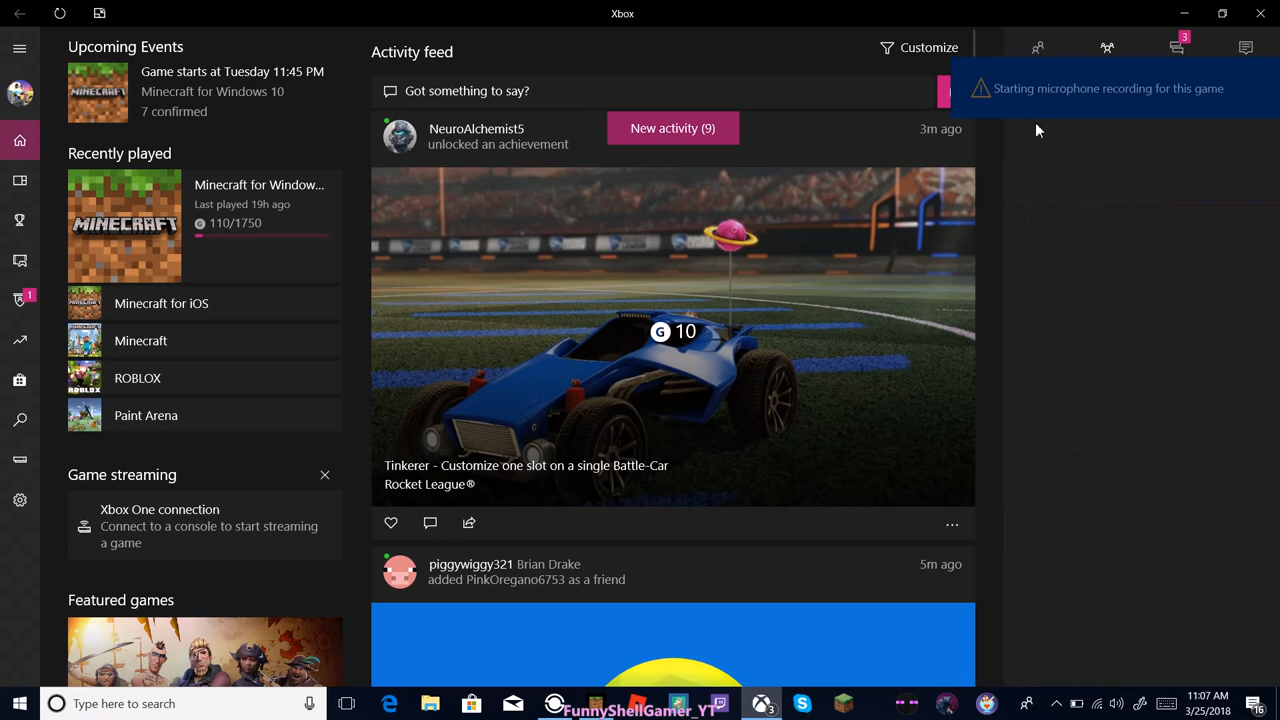 Xbox
Upcoming Events
Game starts at Tuesday 11:45 PM
Minecraft for Windows 10
7 confirmed
Recently played
MINECRAFT
Minecraft for Window...
Last played 19h ago
G 110/1750
Minecraft for iOS
Minecraft
ROBLOX
Paint Arena
Game streaming
Xbox One connection
Connect to a console to start streaming
a game
Featured games
Activity feed
Customize
Got something to say?
New activity (9)
NeuroAlchemist5
unlocked an achievement
3m ago
G 10
Tinkerer - Customize one slot on a single Battle-Car
Rocket League®
piggywiggy321 Brian Drake
added PinkOregano6753 as a friend
5m ago
3
Starting microphone recording for this game
1
Type here to search
FunnyShellGamer_YT
3
11:07 AM
3/25/2018
16